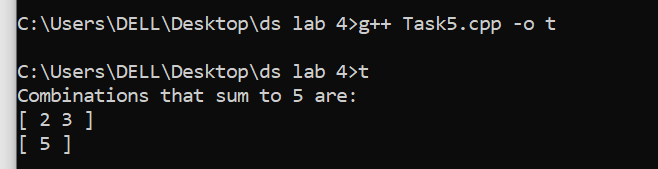 C:\Users\DELL\Desktop\ds lab 4>g++ Task5.cpp -o t
C:\Users\DELL\Desktop\ds lab 4>t
Combinations that sum to 5 are:
[ 2 3 ]
[ 5 ]